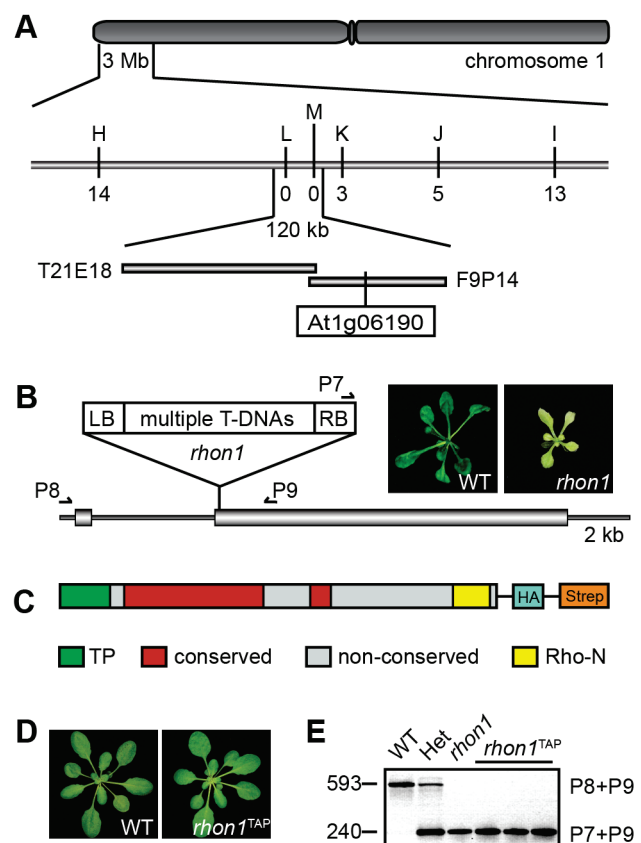 A
3 Mb
chromosome 1
M
H L K J I
14 0 0 3 5 13
120 kb
T21E18
F9P14
At1g06190
B
P7
LB multiple T-DNAs RB
rhon1
P8
P9
2 kb
WT
rhon1
C
HA
Strep
TP conserved non-conserved Rho-N
D
WT
rhon1TAP
E
WT Het rhon1 rhon1TAP
593 P8+P9
240 P7+P9